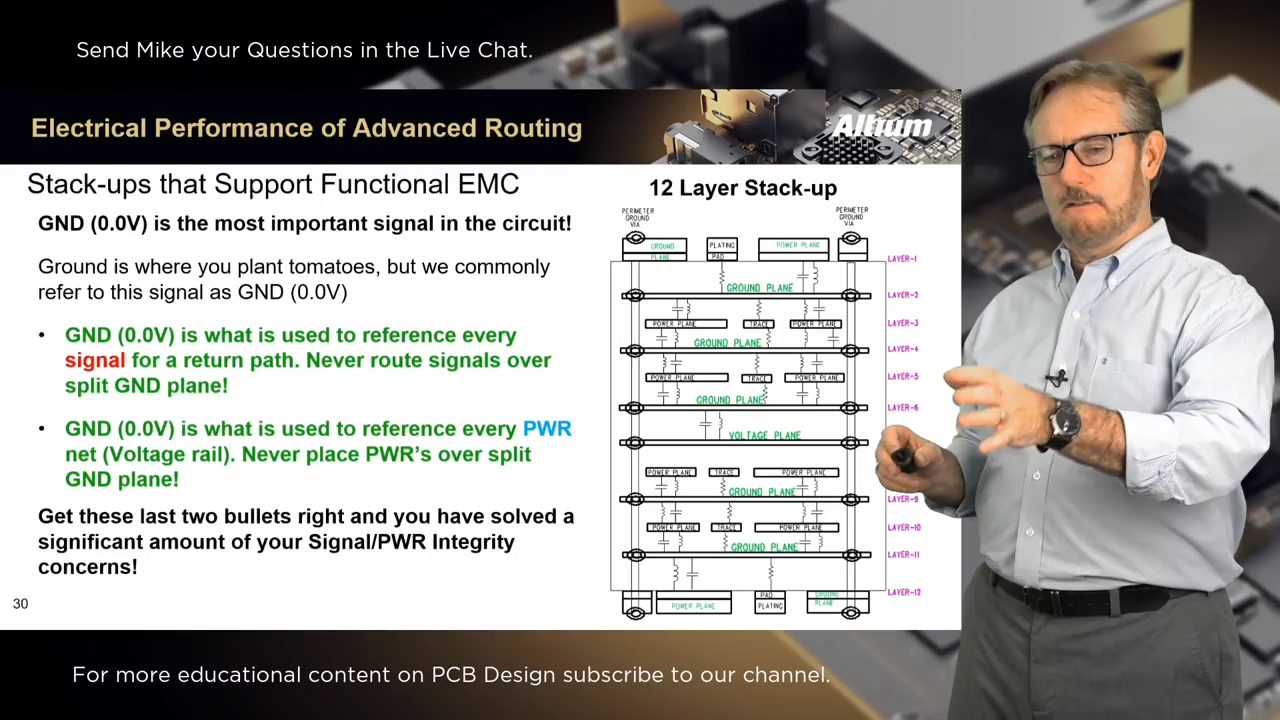 Send Mike your Questions in the Live Chat.
Electrical Performance of Advanced Routing
Altium
Stack-ups that Support Functional EMC
GND (0.0V) is the most important signal in the circuit!
Ground is where you plant tomatoes, but we commonly
refer to this signal as GND (0.0V)
• GND (0.0V) is what is used to reference every
signal for a return path. Never route signals over
split GND plane!
• GND (0.0V) is what is used to reference every PWR
net (Voltage rail). Never place PWR's over split
GND plane!
Get these last two bullets right and you have solved a
significant amount of your Signal/PWR Integrity
concerns!
30
12 Layer Stack-up
PERIMETER
GROUND
VIA
PERIMETER
GROUND
VIA
GROUND
PLANE
PLATING
PAD
POWER PLANE
LAYER-1
GROUND PLANE
LAYER-2
POWER PLANE
TRACE
POWER PLANE
LAYER-3
GROUND PLANE
LAYER-4
POWER PLANE
TRACE
POWER PLANE
LAYER-5
GROUND PLANE
LAYER-6
VOLTAGE PLANE
POWER PLANE
TRACE
POWER PLANE
GROUND PLANE
LAYER-9
POWER PLANE
TRACE
POWER PLANE
LAYER-10
GROUND PLANE
LAYER-11
LAYER-12
POWER PLANE
PAD
PLATING
GROUND
PLANE
For more educational content on PCB Design subscribe to our channel.